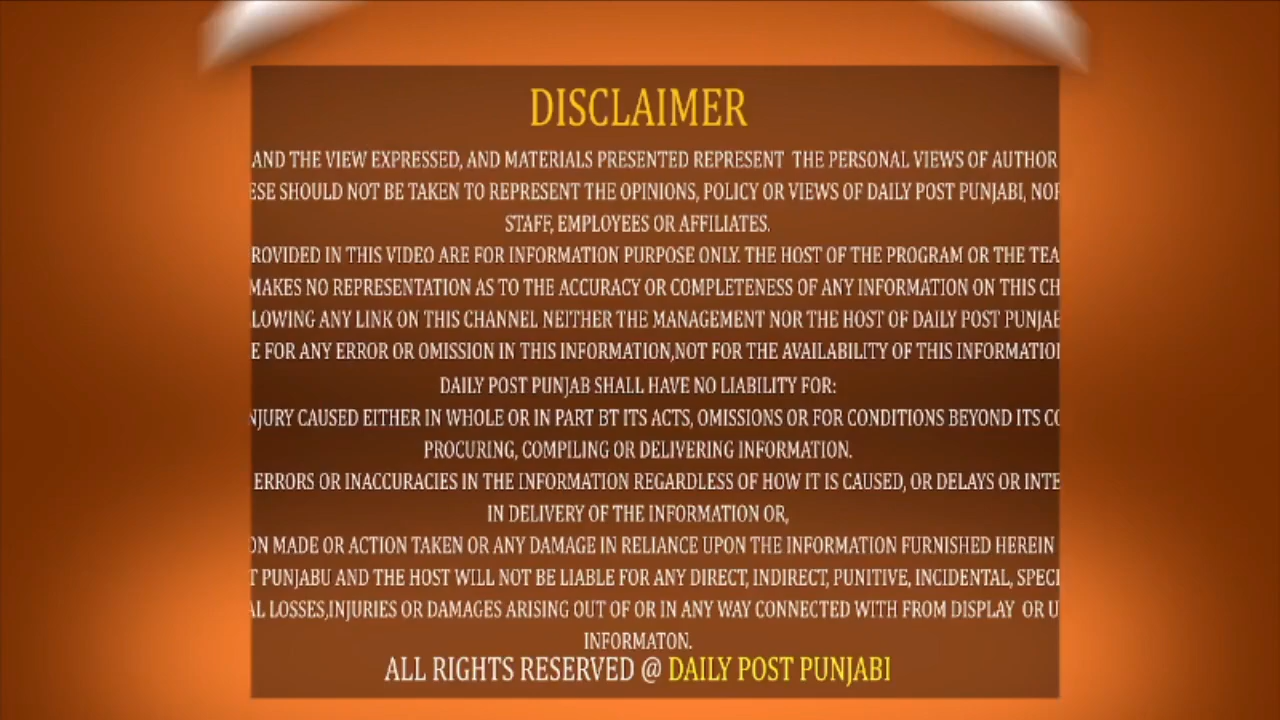 DISCLAIMER
AND THE VIEW EXPRESSED, AND MATERIALS PRESENTED REPRESENT THE PERSONAL VIEWS OF AUTHOR
ESE SHOULD NOT BE TAKEN TO REPRESENT THE OPINIONS, POLICY OR VIEWS OF DAILY POST PUNJABI, NOR
STAFF, EMPLOYEES OR AFFILIATES.
ROVIDED IN THIS VIDEO ARE FOR INFORMATION PURPOSE ONLY. THE HOST OF THE PROGRAM OR THE TEA
MAKES NO REPRESENTATION AS TO THE ACCURACY OR COMPLETENESS OF ANY INFORMATION ON THIS CH
LOWING ANY LINK ON THIS CHANNEL NEITHER THE MANAGEMENT NOR THE HOST OF DAILY POST PUNJAB
E FOR ANY ERROR OR OMISSION IN THIS INFORMATION,NOT FOR THE AVAILABILITY OF THIS INFORMATION
DAILY POST PUNJAB SHALL HAVE NO LIABILITY FOR:
NJURY CAUSED EITHER IN WHOLE OR IN PART BT ITS ACTS, OMISSIONS OR FOR CONDITIONS BEYOND ITS CO
PROCURING, COMPILING OR DELIVERING INFORMATION.
ERRORS OR INACCURACIES IN THE INFORMATION REGARDLESS OF HOW IT IS CAUSED, OR DELAYS OR INTE
IN DELIVERY OF THE INFORMATION OR,
ON MADE OR ACTION TAKEN OR ANY DAMAGE IN RELIANCE UPON THE INFORMATION FURNISHED HEREIN
T PUNJABU AND THE HOST WILL NOT BE LIABLE FOR ANY DIRECT, INDIRECT, PUNITIVE, INCIDENTAL, SPECI
AL LOSSES,INJURIES OR DAMAGES ARISING OUT OF OR IN ANY WAY CONNECTED WITH FROM DISPLAY OR U
INFORMATON.
ALL RIGHTS RESERVED @ DAILY POST PUNJABI